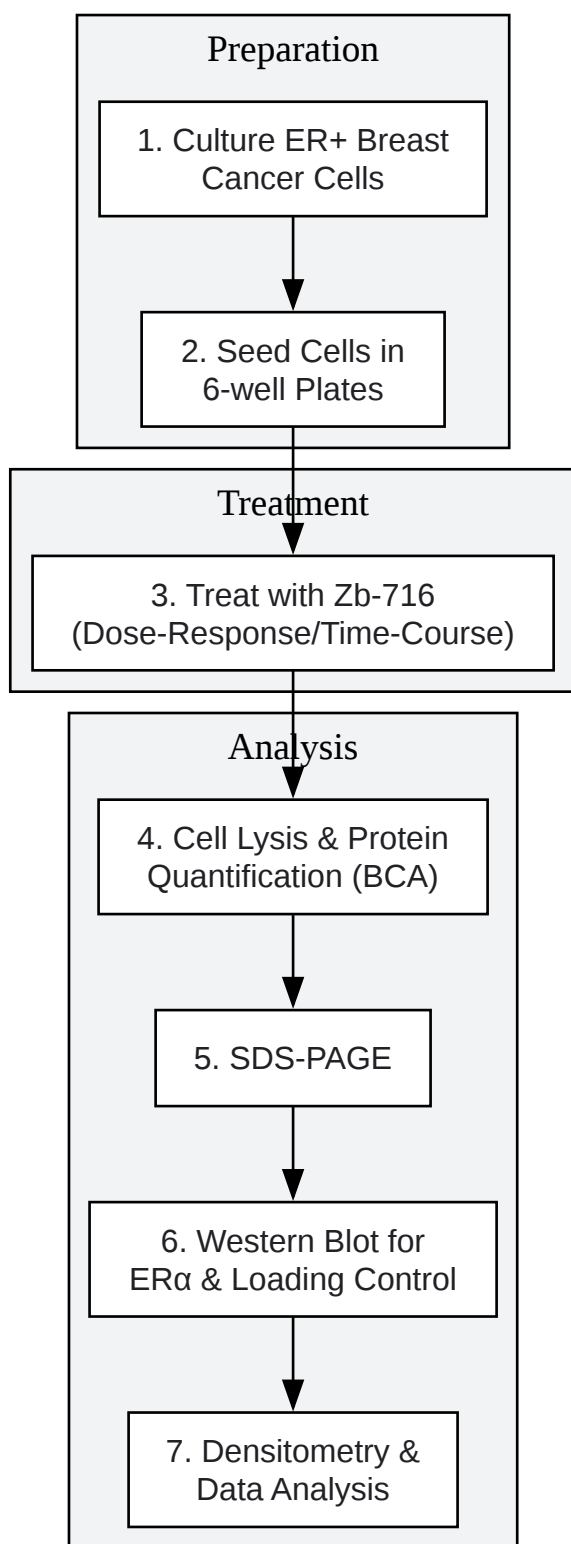 Preparation
1. Culture ER+ Breast
Cancer Cells
2. Seed Cells in
6-well Plates
Treatment
3. Treat with Zb-716
(Dose-Response/Time-Course)
Analysis
4. Cell Lysis & Protein
Quantification (BCA)
5. SDS-PAGE
6. Western Blot for
ERα & Loading Control
7. Densitometry &
Data Analysis